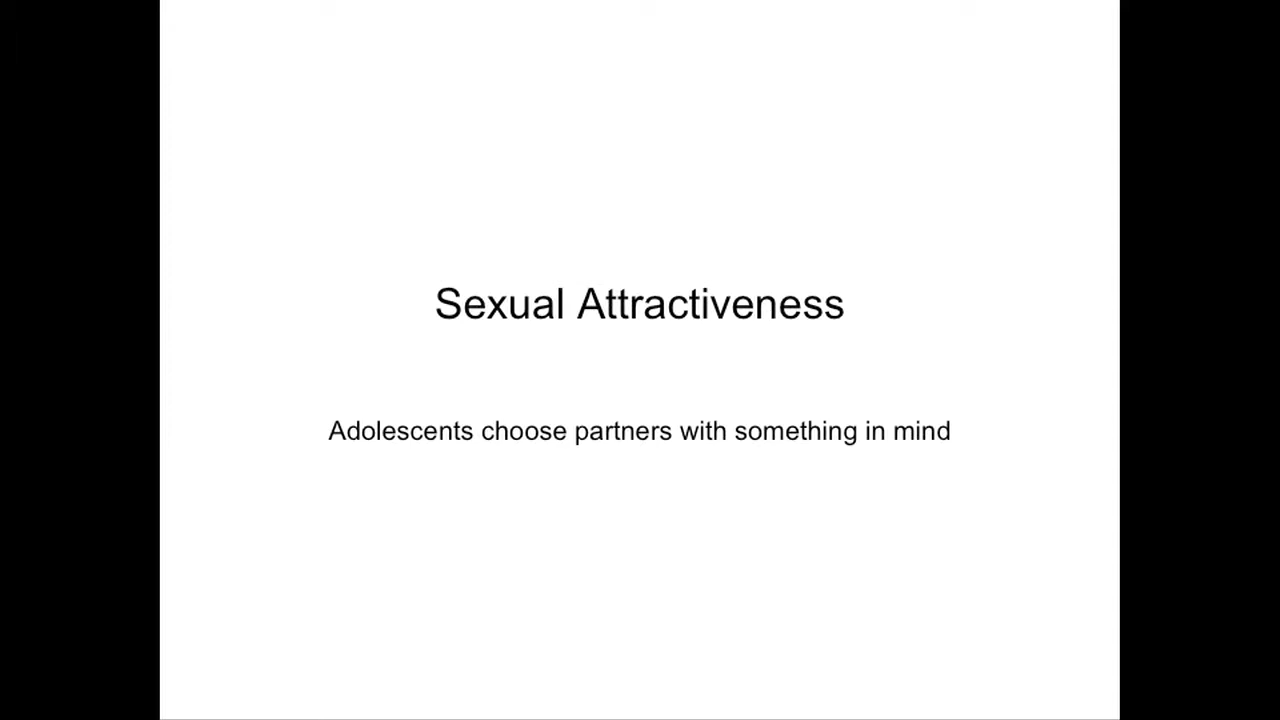 Sexual Attractiveness
Adolescents choose partners with something in mind